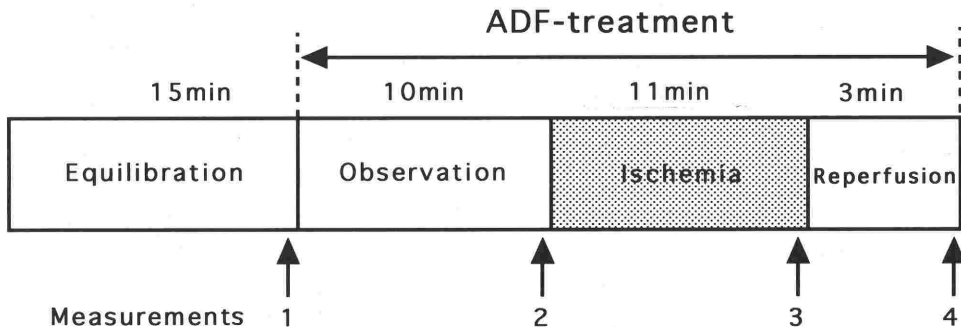 ADF-treatment
15min 10min 11min 3min
Equilibration Observation Ischemia Reperfusion
Measurements 1 2 3 4